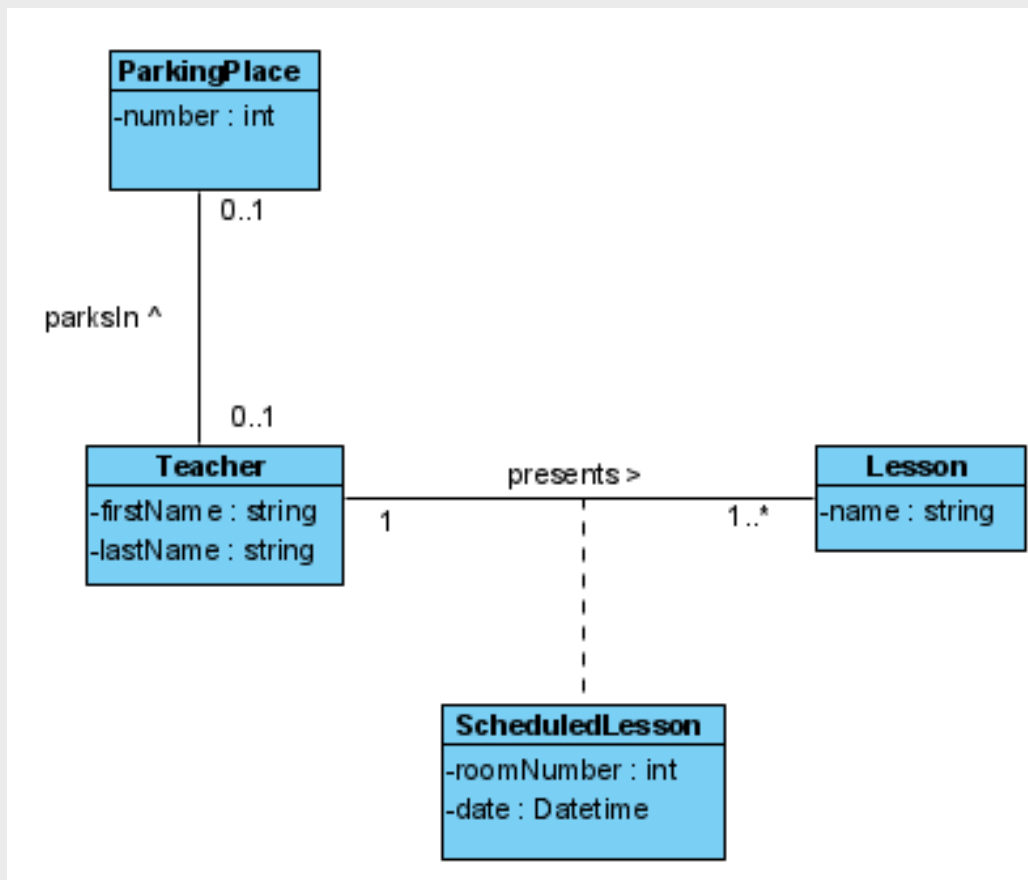 ParkingPlace
-number : int
0..1
parksIn ^
0..1
Teacher
-firstName : string
-lastName : string
presents >
1
1..*
Lesson
-name : string
ScheduledLesson
-roomNumber : int
-date : Datetime